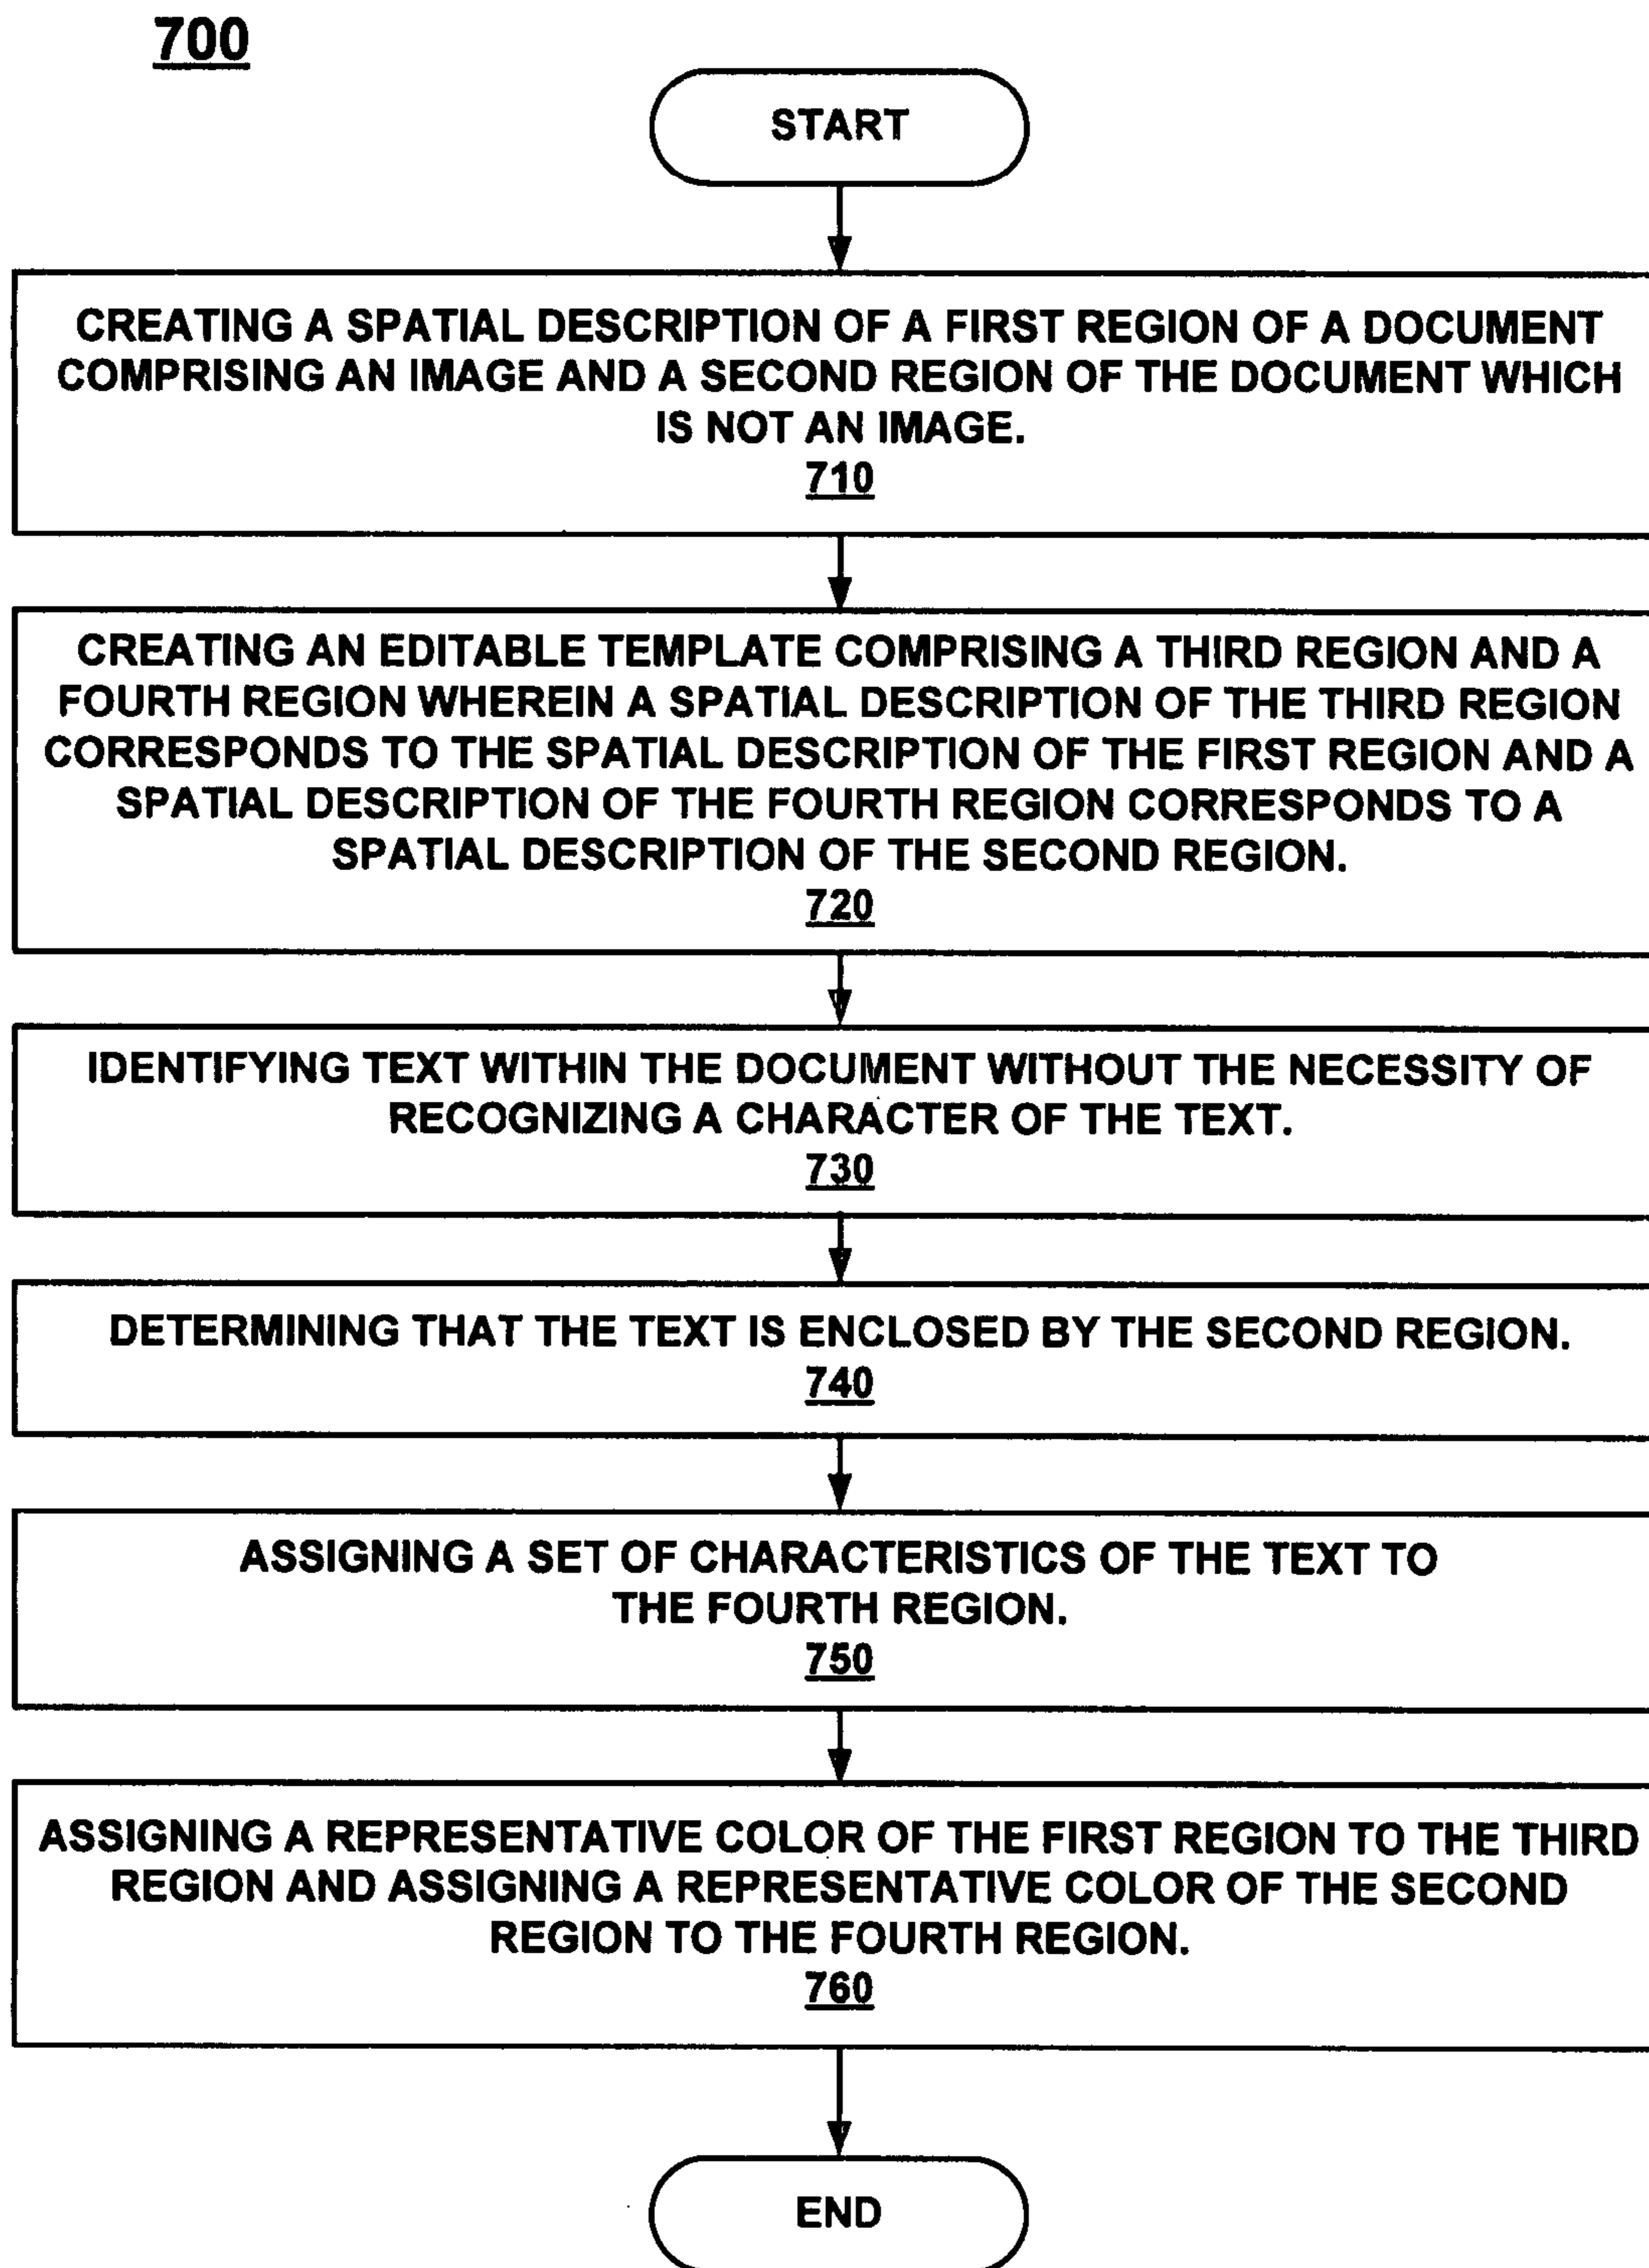 700
START
CREATING A SPATIAL DESCRIPTION OF A FIRST REGION OF A DOCUMENT
COMPRISING AN IMAGE AND A SECOND REGION OF THE DOCUMENT WHICH
IS NOT AN IMAGE.
710
CREATING AN EDITABLE TEMPLATE COMPRISING A THIRD REGION AND A
FOURTH REGION WHEREIN A SPATIAL DESCRIPTION OF THE THIRD REGION
CORRESPONDS TO THE SPATIAL DESCRIPTION OF THE FIRST REGION AND A
SPATIAL DESCRIPTION OF THE FOURTH REGION CORRESPONDS TO A
SPATIAL DESCRIPTION OF THE SECOND REGION.
720
IDENTIFYING TEXT WITHIN THE DOCUMENT WITHOUT THE NECESSITY OF
RECOGNIZING A CHARACTER OF THE TEXT.
730
DETERMINING THAT THE TEXT IS ENCLOSED BY THE SECOND REGION.
740
ASSIGNING A SET OF CHARACTERISTICS OF THE TEXT TO
THE FOURTH REGION.
750
ASSIGNING A REPRESENTATIVE COLOR OF THE FIRST REGION TO THE THIRD
REGION AND ASSIGNING A REPRESENTATIVE COLOR OF THE SECOND
REGION TO THE FOURTH REGION.
760
END